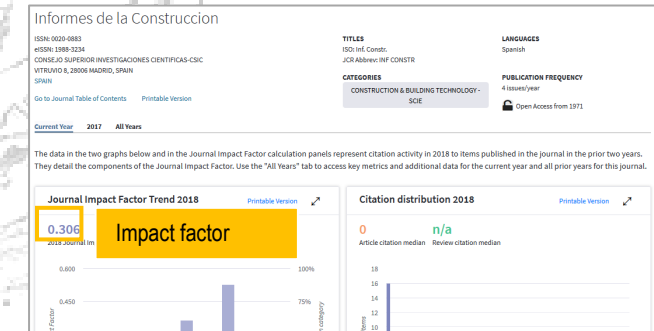 Informes de la Construccion
ISSN: 0020-0883
eISSN: 1988-3234
CONSEJO SUPERIOR INVESTIGACIONES CIENTIFICAS-CSIC
VITRUVIO 8, 28006 MADRID, SPAIN
SPAIN
Go to Journal Table of Contents Printable Version
TITLES
ISO: Inf. Constr.
JCR Abbrev: INF CONSTR
CATEGORIES
CONSTRUCTION & BUILDING TECHNOLOGY -
SCIE
LANGUAGES
Spanish
PUBLICATION FREQUENCY
4 issues/year
Open Access from 1971
Current Year 2017 All Years
The data in the two graphs below and in the Journal Impact Factor calculation panels represent citation activity in 2018 to items published in the journal in the prior two years.
They detail the components of the Journal Impact Factor. Use the "All Years" tab to access key metrics and additional data for the current year and all prior years for this journal.
Journal Impact Factor Trend 2018 Printable Version
0.306
2018 Journal Im
Impact factor
0.600 100%
0.450 75%
Factor
category
Citation distribution 2018 Printable Version
0 n/a
Article citation median Review citation median
18
16
14
12
10